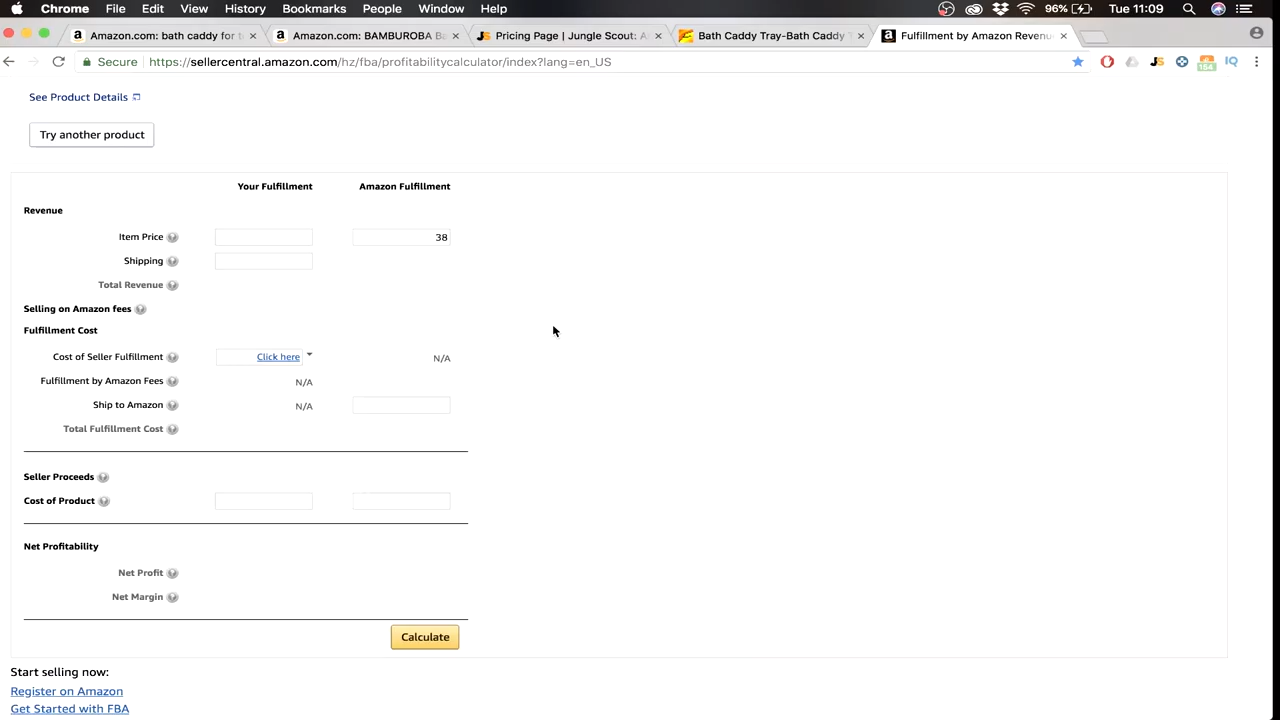 Chrome File Edit View History Bookmarks People Window Help 96% Tue 11:09
Amazon.com: bath caddy for t × Amazon.com: BAMBUROBA Ba × JS Pricing Page | Jungle Scout: A × Bath Caddy Tray-Bath Caddy T × Fulfillment by Amazon Revenu ×
Secure https://sellercentral.amazon.com/hz/fba/profitabilitycalculator/index?lang=en_US JS 164 IQ
See Product Details
Try another product
Your Fulfillment Amazon Fulfillment
Revenue
Item Price 38
Shipping
Total Revenue
Selling on Amazon fees
Fulfillment Cost
Cost of Seller Fulfillment Click here N/A
Fulfillment by Amazon Fees N/A
Ship to Amazon N/A
Total Fulfillment Cost
Seller Proceeds
Cost of Product
Net Profitability
Net Profit
Net Margin
Calculate
Start selling now:
Register on Amazon
Get Started with FBA